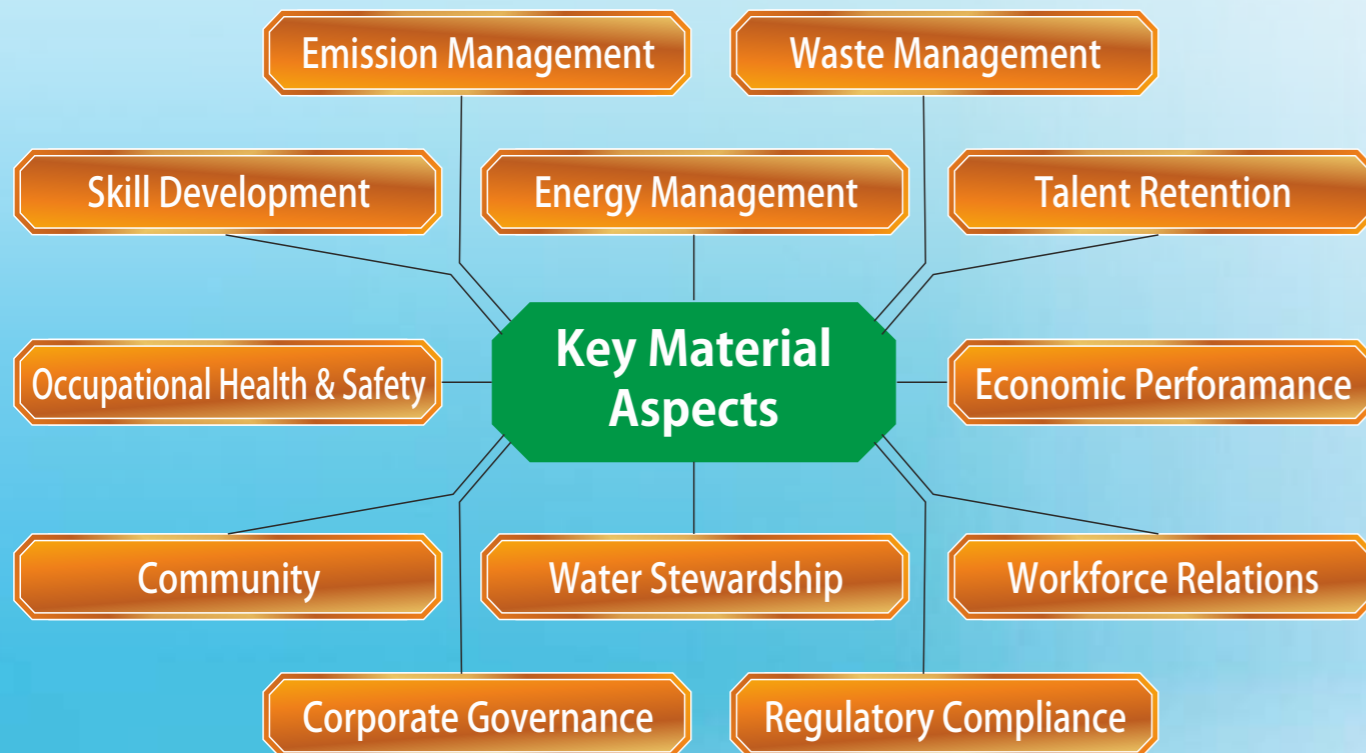 Emission Management
Waste Management
Skill Development
Energy Management
Talent Retention
Key Material
Aspects
Occupational Health & Safety
Economic Perforamance
Community
Water Stewardship
Workforce Relations
Corporate Governance
Regulatory Compliance